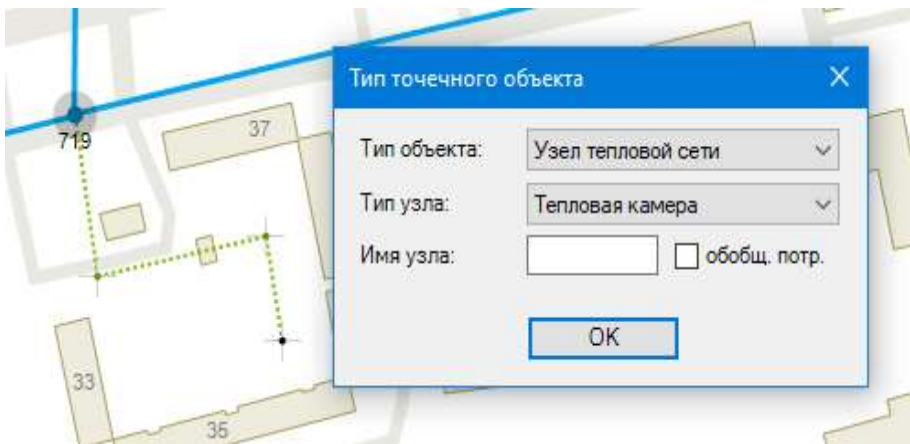 Тип точечного объекта
Тип объекта:
Узел тепловой сети
Тип узла:
Тепловая камера
Имя узла:
обобщ. потр.
OK
719
37
33
35